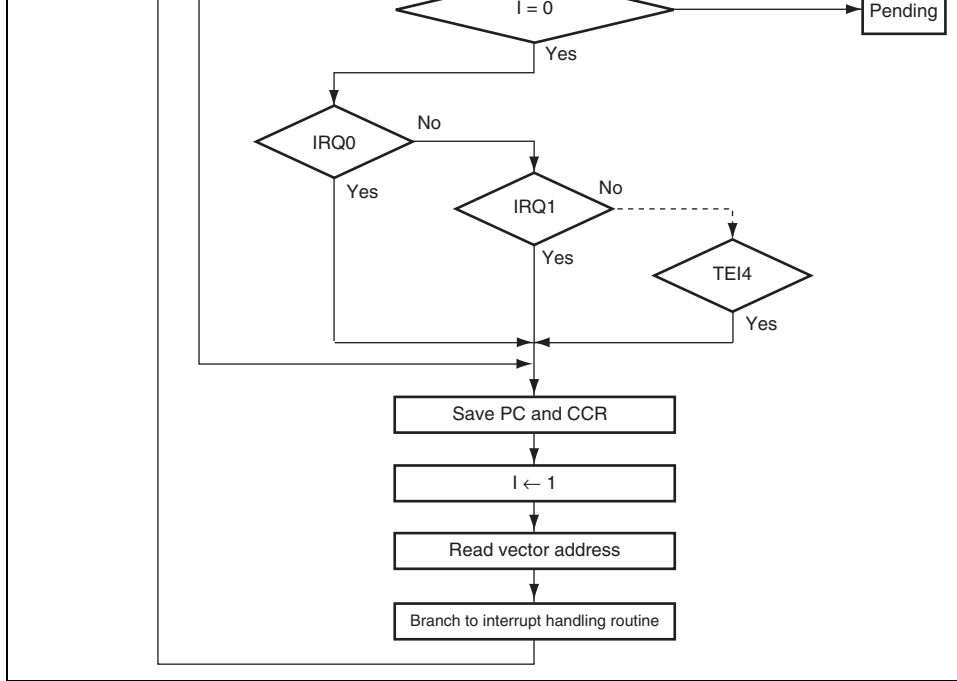 I = 0
Pending
Yes
IRQ0
No
Yes
IRQ1
No
Yes
TEI4
Yes
Save PC and CCR
I ← 1
Read vector address
Branch to interrupt handling routine